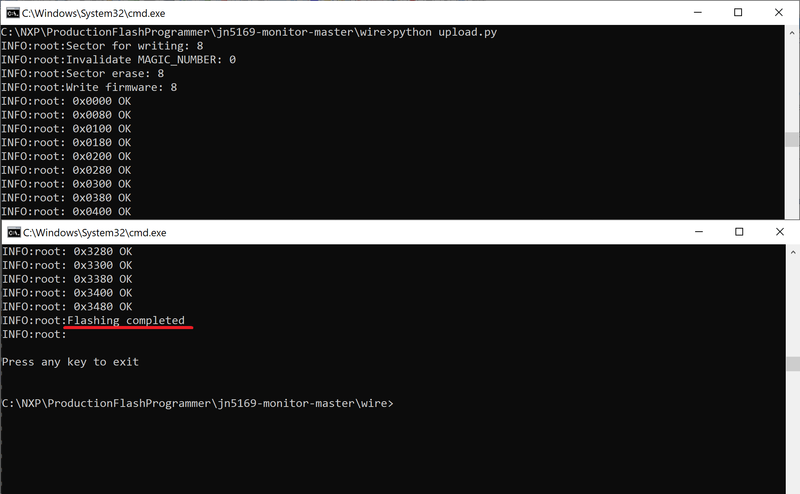 C:\Windows\System32\cmd.exe
C:\NXP\ProductionFlashProgrammer\jn5169-monitor-master\wire>python upload.py
INFO:root:Sector for writing: 8
INFO:root:Invalidate MAGIC_NUMBER: 0
INFO:root:Sector erase: 8
INFO:root:Write firmware: 8
INFO:root: 0x0000 OK
INFO:root: 0x0080 OK
INFO:root: 0x0100 OK
INFO:root: 0x0180 OK
INFO:root: 0x0200 OK
INFO:root: 0x0280 OK
INFO:root: 0x0300 OK
INFO:root: 0x0380 OK
INFO:root: 0x0400 OK
C:\Windows\System32\cmd.exe
INFO:root: 0x3280 OK
INFO:root: 0x3300 OK
INFO:root: 0x3380 OK
INFO:root: 0x3400 OK
INFO:root: 0x3480 OK
INFO:root:Flashing completed
INFO:root:
Press any key to exit
C:\NXP\ProductionFlashProgrammer\jn5169-monitor-master\wire>